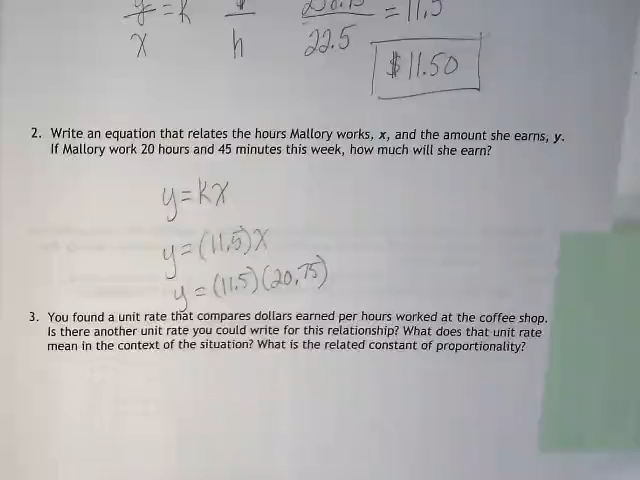 = k
x
h
22.5
= 11.5
$11.50
2. Write an equation that relates the hours Mallory works, x, and the amount she earns, y.
If Mallory work 20 hours and 45 minutes this week, how much will she earn?
y=kx
y=(11.5)x
y=(11.5)(20.75)
3. You found a unit rate that compares dollars earned per hours worked at the coffee shop.
Is there another unit rate you could write for this relationship? What does that unit rate
mean in the context of the situation? What is the related constant of proportionality?